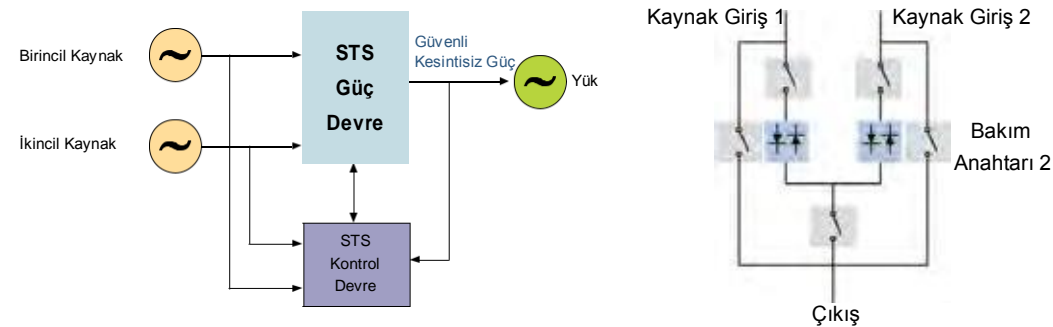 Birincil Kaynak
STS
Güç
Devre
Güvenli
Kesintisiz Güç
Yük
İkincil Kaynak
STS
Kontrol
Devre
Kaynak Giriş 1
Kaynak Giriş 2
Bakım
Anahtarı 2
Çıkış